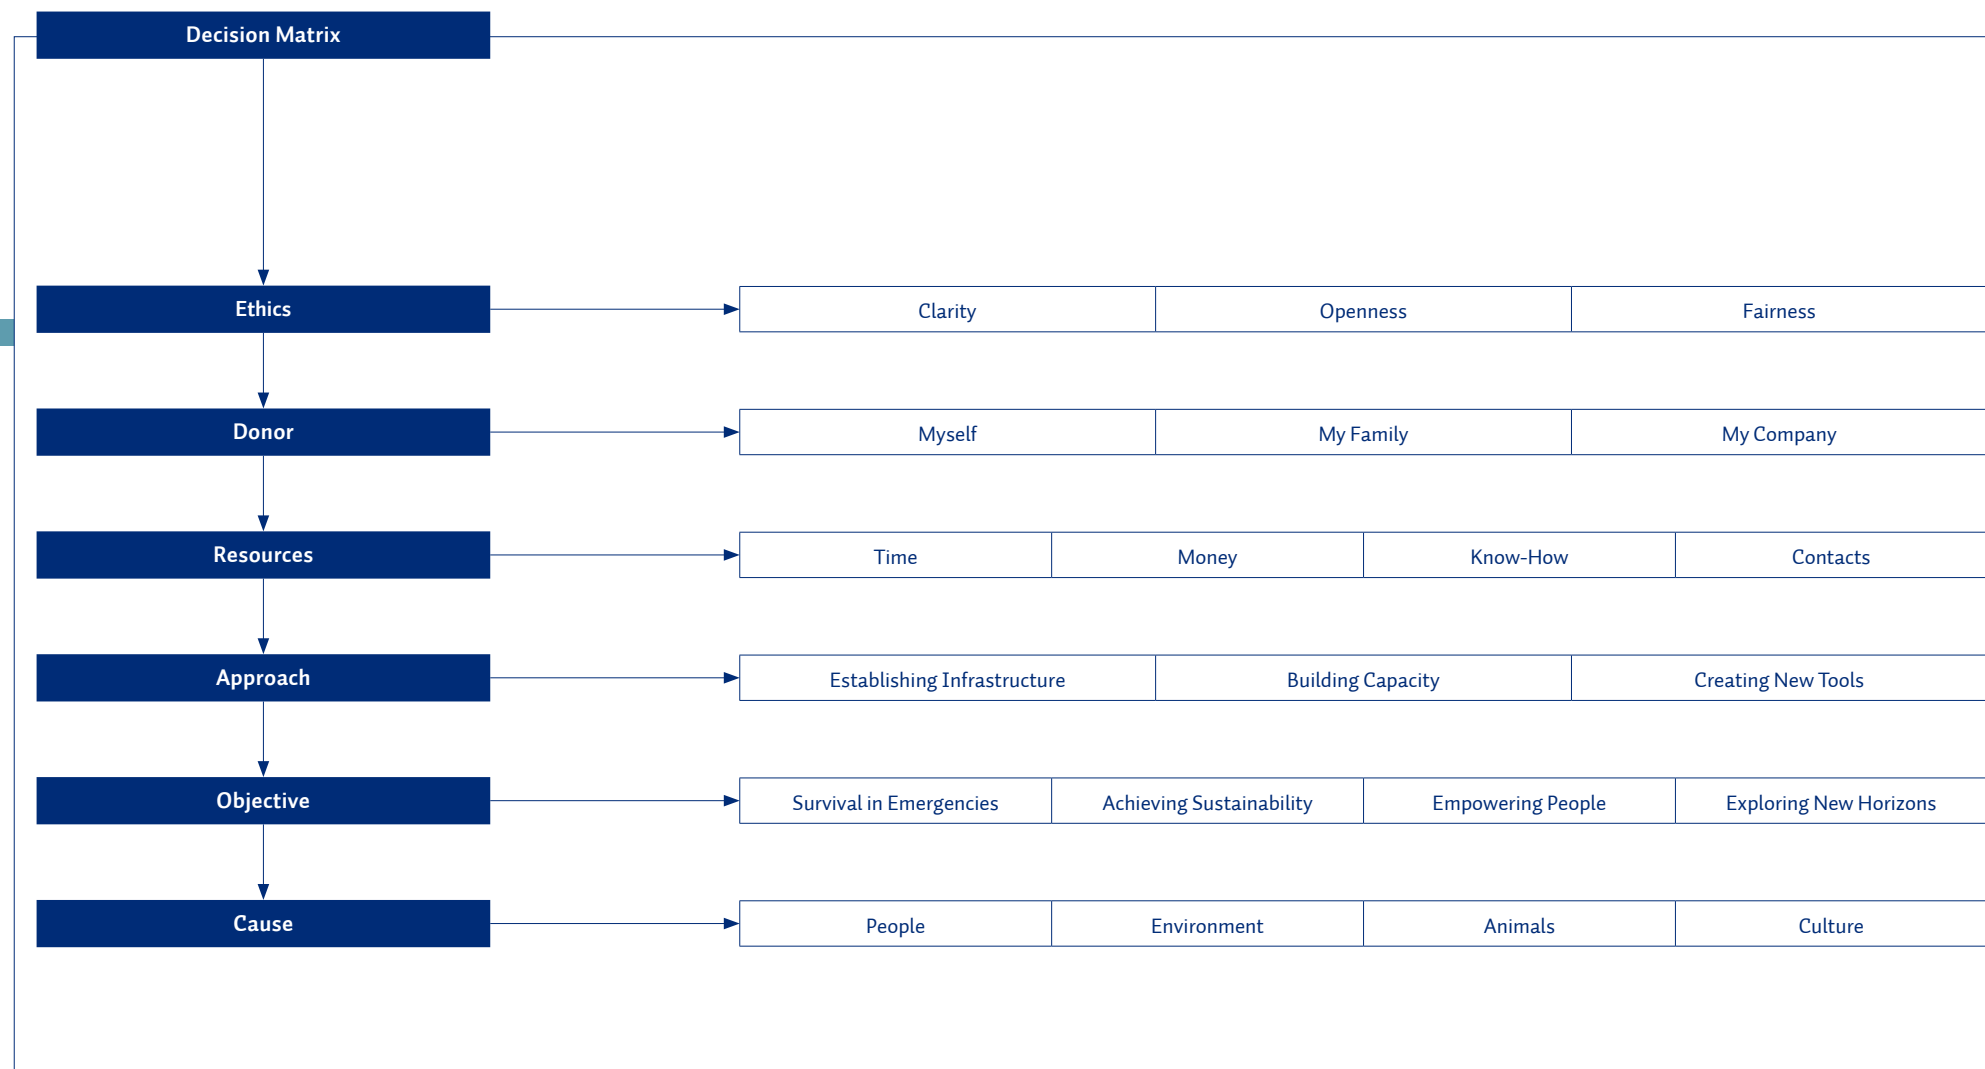 Decision Matrix
Ethics
Clarity
Openness
Fairness
Donor
Myself
My Family
My Company
Resources
Time
Money
Know-How
Contacts
Approach
Establishing Infrastructure
Building Capacity
Creating New Tools
Objective
Survival in Emergencies
Achieving Sustainability
Empowering People
Exploring New Horizons
Cause
People
Environment
Animals
Culture